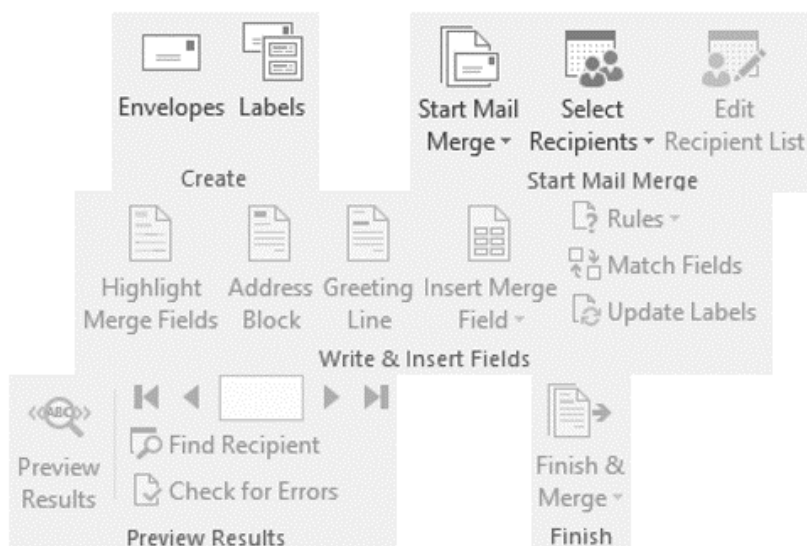 Envelopes Labels
Create
Start Mail Merge Select Recipients Edit Recipient List
Start Mail Merge
Highlight Merge Fields Address Block Greeting Line Insert Merge Field
Rules
Match Fields
Update Labels
Write & Insert Fields
«ABC»
Preview Results
Find Recipient
Check for Errors
Preview Results
Finish & Merge
Finish